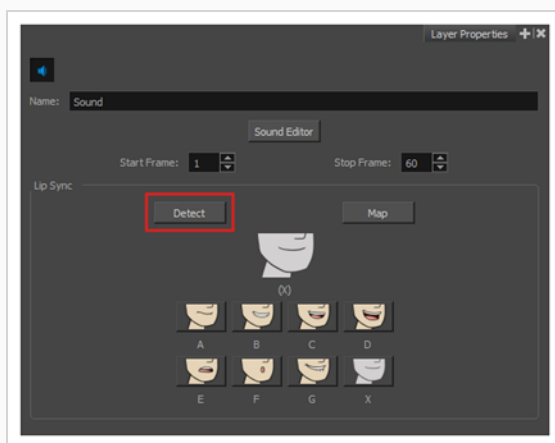 Layer Properties
Name: Sound
Sound Editor
Start Frame: 1 Stop Frame: 60
Lip Sync
Detect Map
(X)
A B C D
E F G X